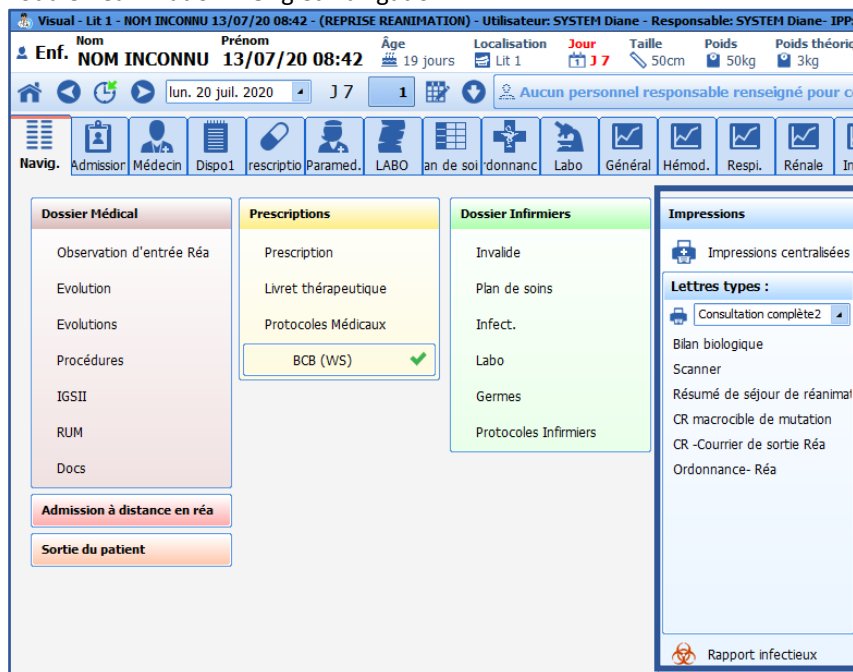 Visual - Lit 1 - NOM INCONNU 13/07/20 08:42 - (REPRISE REANIMATION) - Utilisateur: SYSTEM Diane - Responsable: SYSTEM Diane- IPP:
Enf. Nom Prénom Âge Localisation Jour Taille Poids Poids théoriq
NOM INCONNU 13/07/20 08:42 19 jours Lit 1 J 7 50cm 50kg 3kg
lun. 20 juil. 2020 J 7 1 Aucun personnel responsable renseigné pour c
Navig. Admission Médecin Dispo1 rescriptio Paramed. LABO an de soi rdonnanc Labo Général Hémod. Respi. Rénale In
Dossier Médical
Observation d'entrée Réa
Evolution
Evolutions
Procédures
IGSII
RUM
Docs
Admission à distance en réa
Sortie du patient
Prescriptions
Prescription
Livret thérapeutique
Protocoles Médicaux
BCB (WS)
Dossier Infirmiers
Invalide
Plan de soins
Infect.
Labo
Germes
Protocoles Infirmiers
Impressions
Impressions centralisées
Lettres types :
Consultation complète2
Bilan biologique
Scanner
Résumé de séjour de réanimat
CR macrocible de mutation
CR -Courrier de sortie Réa
Ordonnance- Réa
Rapport infectieux